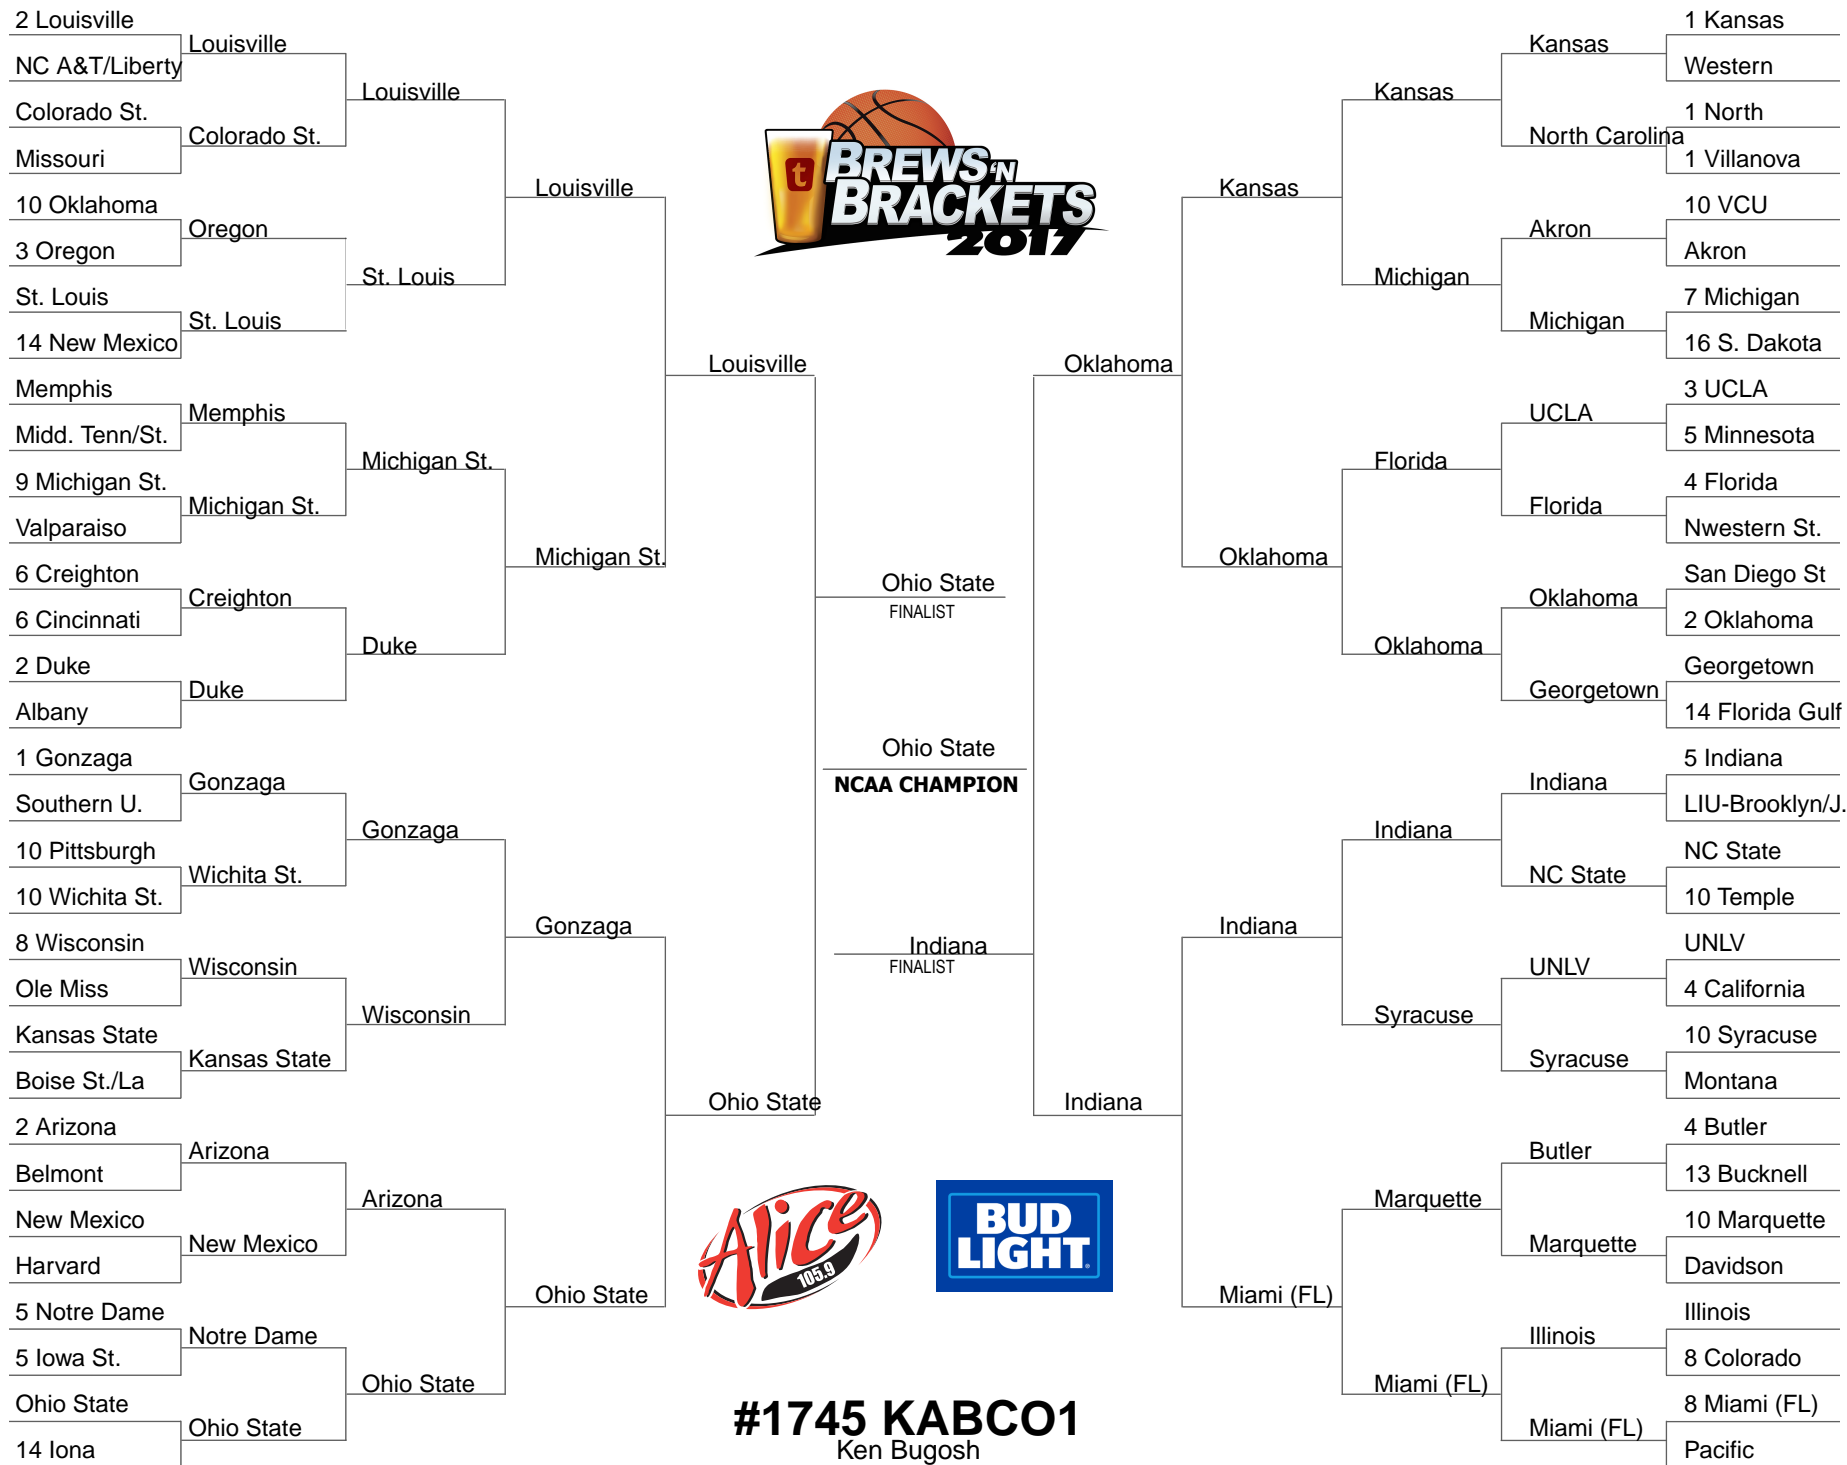 2 Louisville
NC A&T/Liberty
Colorado St.
Missouri
10 Oklahoma
3 Oregon
St. Louis
14 New Mexico
Memphis
Midd. Tenn/St.
9 Michigan St.
Valparaiso
6 Creighton
6 Cincinnati
2 Duke
Albany
1 Gonzaga
Southern U.
10 Pittsburgh
10 Wichita St.
8 Wisconsin
Ole Miss
Kansas State
Boise St./La
2 Arizona
Belmont
New Mexico
Harvard
5 Notre Dame
5 Iowa St.
Ohio State
14 Iona
Louisville
Colorado St.
Oregon
St. Louis
Memphis
Michigan St.
Creighton
Duke
Gonzaga
Wichita St.
Wisconsin
Kansas State
Arizona
New Mexico
Notre Dame
Ohio State
Louisville
St. Louis
Michigan St.
Duke
Gonzaga
Wisconsin
Arizona
Ohio State
Louisville
Michigan St.
Gonzaga
Ohio State
Louisville
Ohio State
t
BREWS 'N
BRACKETS
2017
Ohio State
FINALIST
Ohio State
NCAA CHAMPION
Indiana
FINALIST
Alice
105.9
BUD
LIGHT
#1745 KABCO1
Ken Bugosh
Oklahoma
Indiana
Kansas
Oklahoma
Indiana
Miami (FL)
Kansas
Michigan
Florida
Oklahoma
Indiana
Syracuse
Marquette
Miami (FL)
Kansas
North Carolina
Akron
Michigan
UCLA
Florida
Oklahoma
Georgetown
Indiana
NC State
UNLV
Syracuse
Butler
Marquette
Illinois
Miami (FL)
1 Kansas
Western
1 North
1 Villanova
10 VCU
Akron
7 Michigan
16 S. Dakota
3 UCLA
5 Minnesota
4 Florida
Nwestern St.
San Diego St
2 Oklahoma
Georgetown
14 Florida Gulf
5 Indiana
LIU-Brooklyn/J.
NC State
10 Temple
UNLV
4 California
10 Syracuse
Montana
4 Butler
13 Bucknell
10 Marquette
Davidson
Illinois
8 Colorado
8 Miami (FL)
Pacific